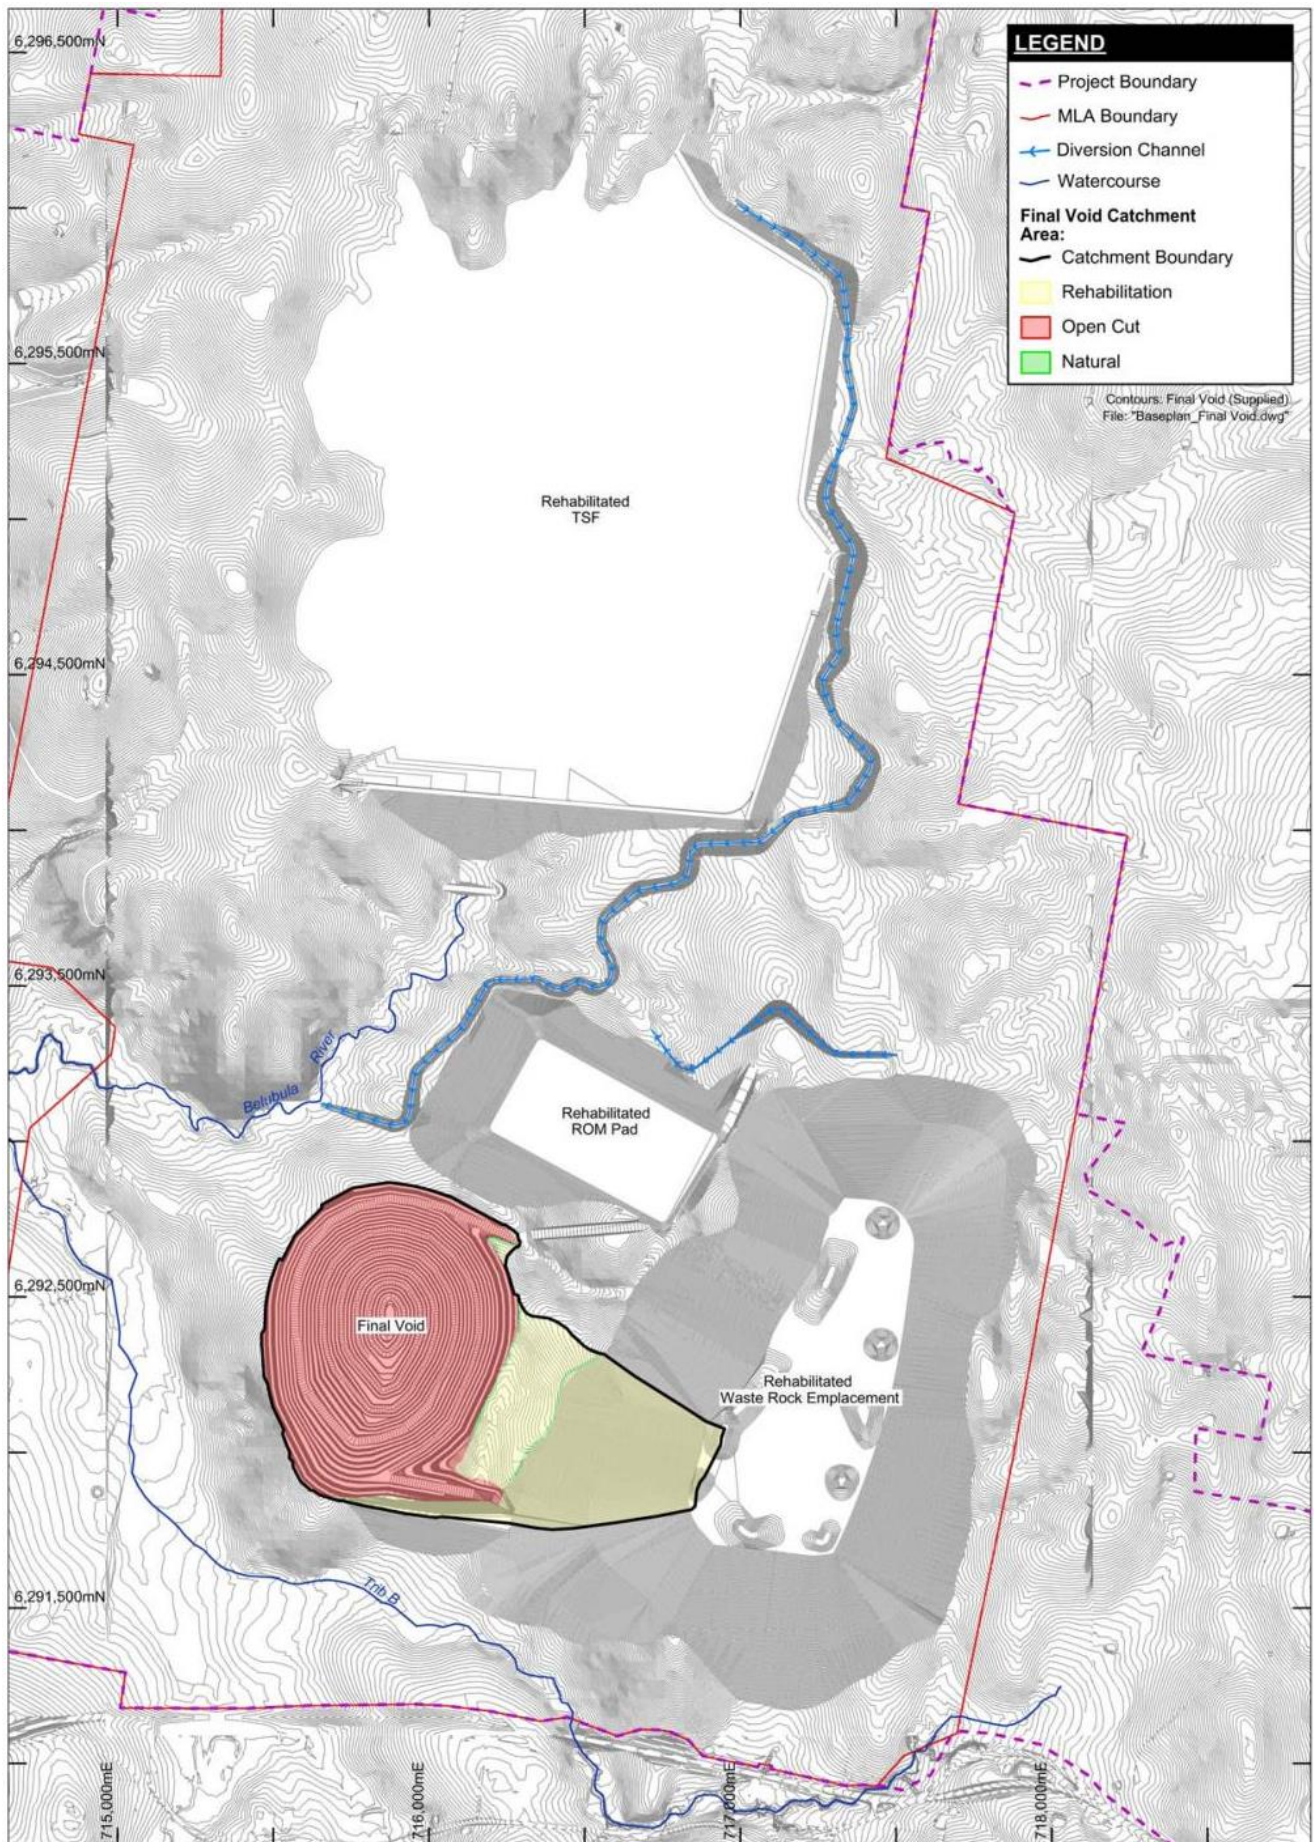 6,296,500mN
LEGEND
Project Boundary
MLA Boundary
Diversion Channel
Watercourse
Final Void Catchment
Area:
Catchment Boundary
Rehabilitation
Open Cut
Natural
6,295,500mN
Contours: Final Void (Supplied)
File: "Baseplan_Final Void.dwg"
Rehabilitated
TSF
6,294,500mN
6,293,500mN
River
Belubula
Rehabilitated
ROM Pad
6,292,500mN
Final Void
Rehabilitated
Waste Rock Emplacement
6,291,500mN
Trib B
715,000mE
716,000mE
717,000mE
718,000mE